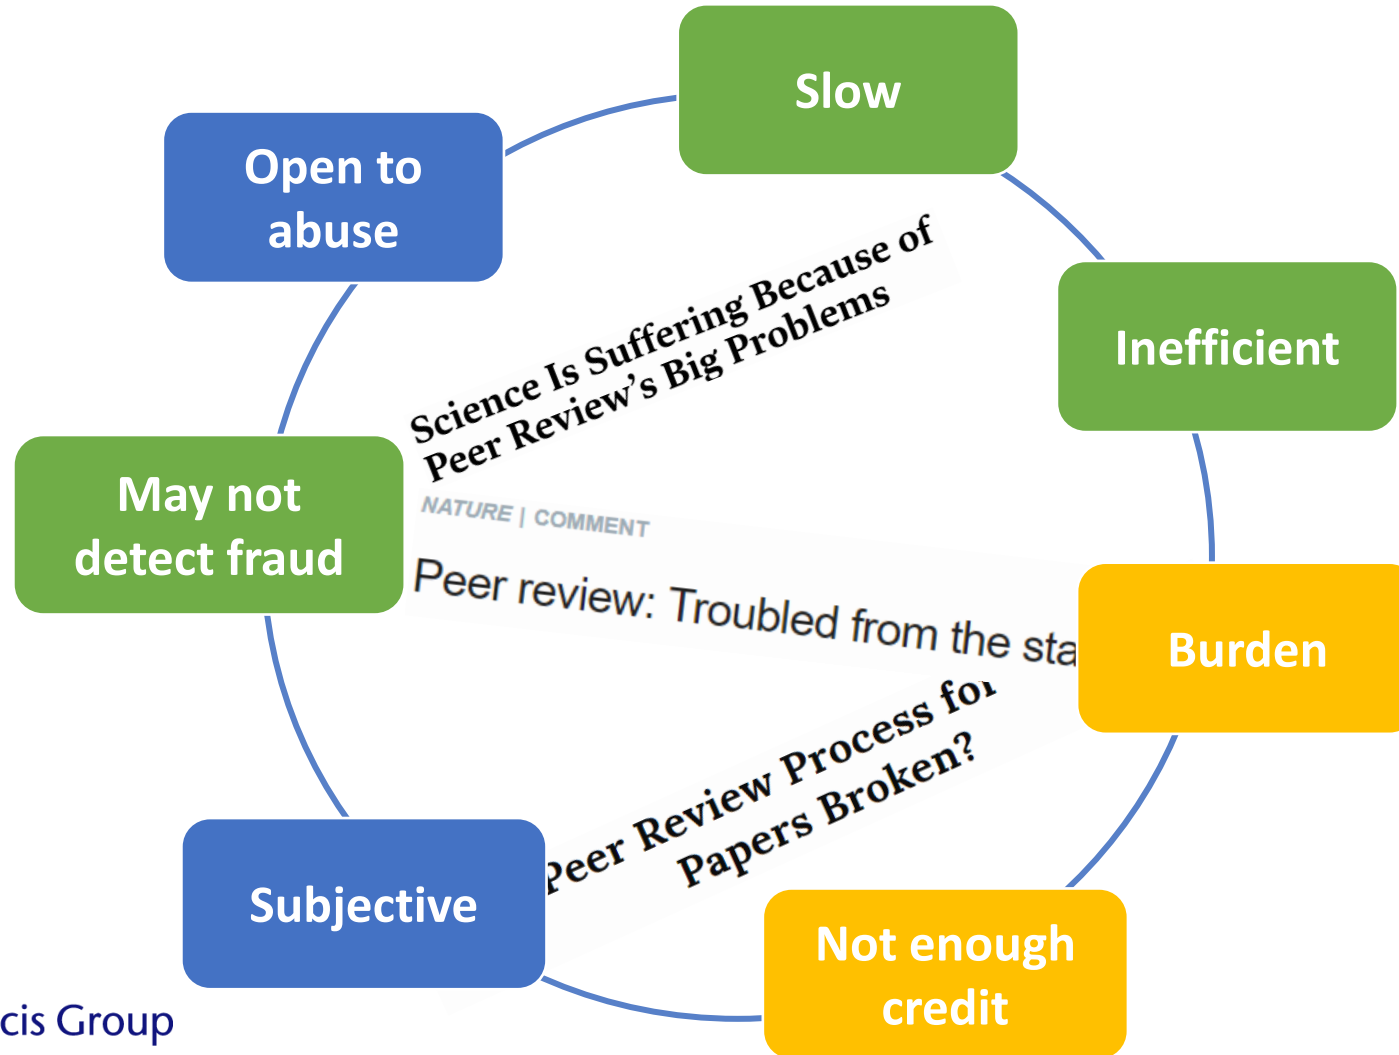 Slow
Open to
abuse
Science Is Suffering Because of
Peer Review's Big Problems
Inefficient
May not
detect fraud
NATURE | COMMENT
Peer review: Troubled from the sta
Burden
Peer Review Process for
Papers Broken?
Subjective
Not enough
credit
cis Group